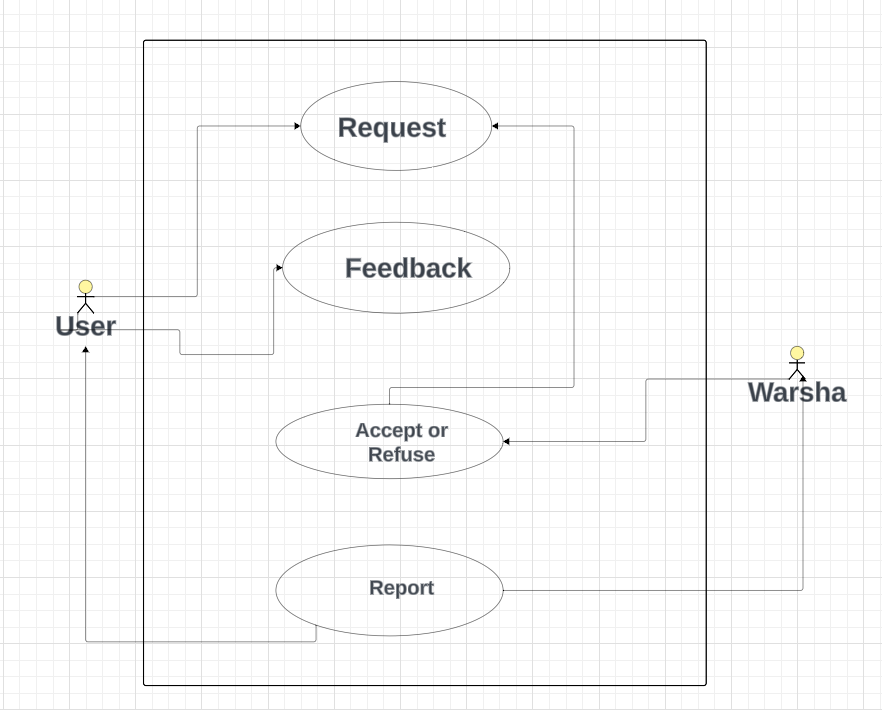 Request
Feedback
User
Warsha
Accept or
Refuse
Report